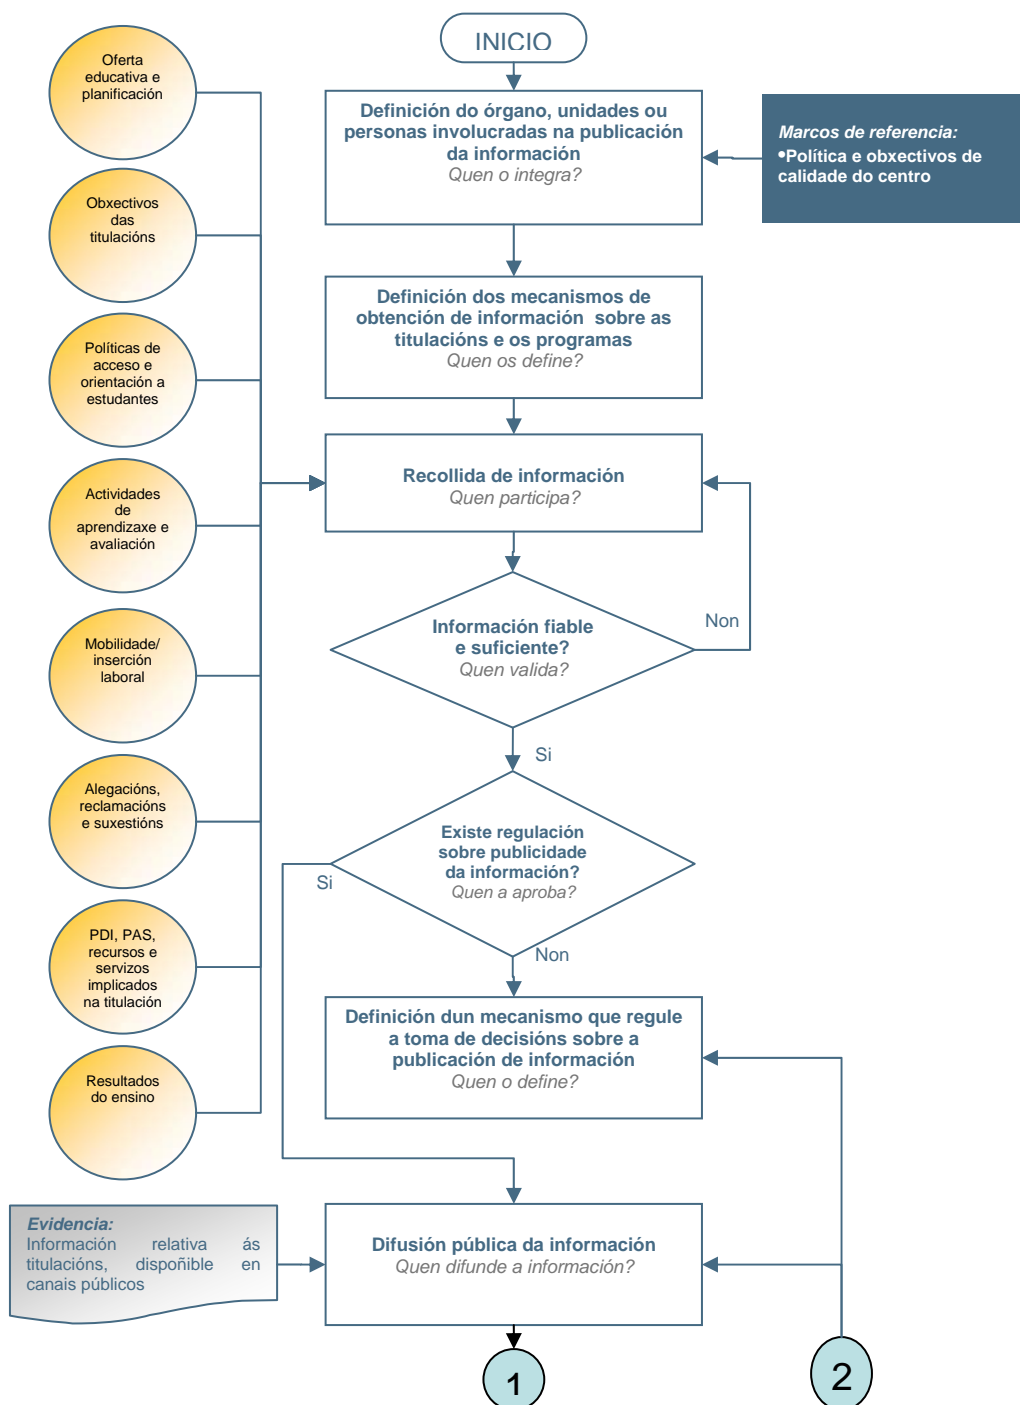 INICIO
Definición do órgano, unidades ou
personas involucradas na publicación
da información
Quen o integra?
Marcos de referencia:
•Política e obxectivos de
calidade do centro
Oferta
educativa e
planificación
Obxectivos
das
titulacións
Políticas de
acceso e
orientación a
estudantes
Actividades
de
aprendizaxe e
avaliación
Mobilidade/
inserción
laboral
Alegacións,
reclamacións
e suxestións
PDI, PAS,
recursos e
servizos
implicados
na titulación
Resultados
do ensino
Definición dos mecanismos de
obtención de información sobre as
titulacións e os programas
Quen os define?
Recollida de información
Quen participa?
Información fiable
e suficiente?
Quen valida?
Non
Si
Existe regulación
sobre publicidade
da información?
Quen a aproba?
Si
Non
Definición dun mecanismo que regule
a toma de decisións sobre a
publicación de información
Quen o define?
Evidencia:
Información relativa ás
titulacións, dispoñible en
canais públicos
Difusión pública da información
Quen difunde a información?
1
2